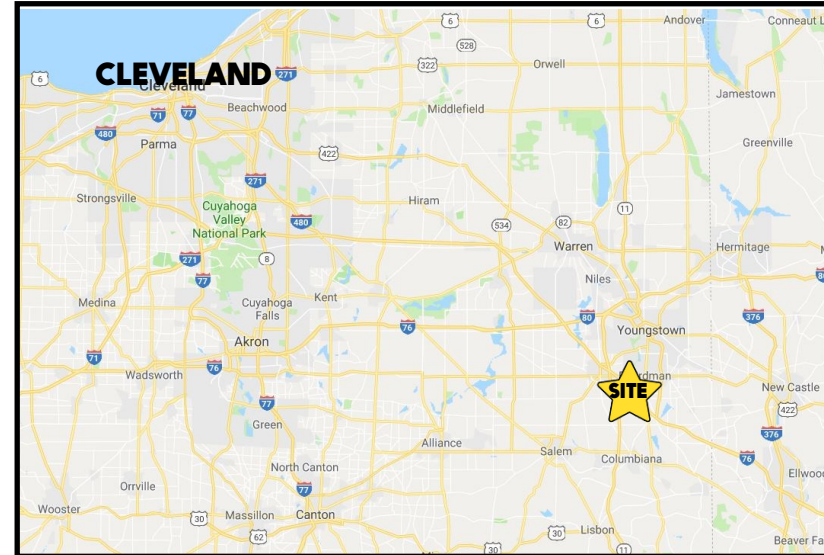 6
6
Andover
Conneaut L
528
CLEVELAND
271
322
Orwell
6
Cleveland
Jamestown
Beachwood
Middlefield
71
77
480
Parma
Greenville
422
271
Strongsville
Hiram
Cuyahoga
Valley
National Park
11
480
534
82
Warren
Hermitage
271
8
77
Niles
80
Medina
Cuyahoga
Falls
Kent
376
80
76
Youngstown
Akron
71
76
Wadsworth
rdman
SITE
New Castle
77
422
Green
376
Alliance
Salem
Columbiana
76
North Canton
Ellwoo
Orrville
77
Wooster
30
Massillon
Canton
62
30
Lisbon
30
11
Beaver Fa